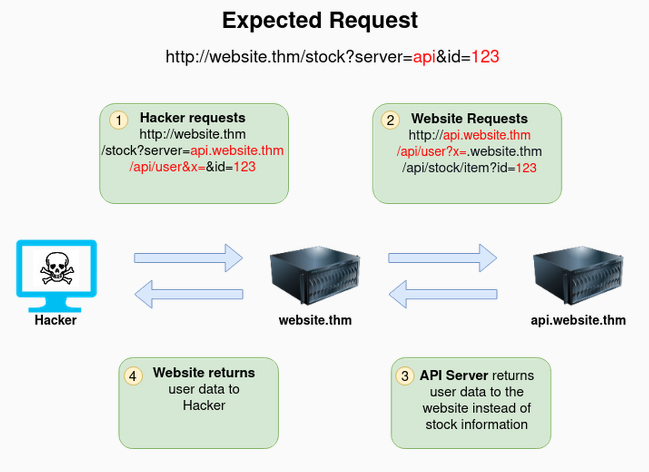 Expected Request
http://website.thm/stock?server=api&id=123
1
Hacker requests
http://website.thm
/stock?server=api.website.thm
/api/user&x=&id=123
2
Website Requests
http://api.website.thm
/api/user?x=.website.thm
/api/stock/item?id=123
Hacker
website.thm
api.website.thm
4
Website returns
user data to
Hacker
3
API Server returns
user data to the
website instead of
stock information